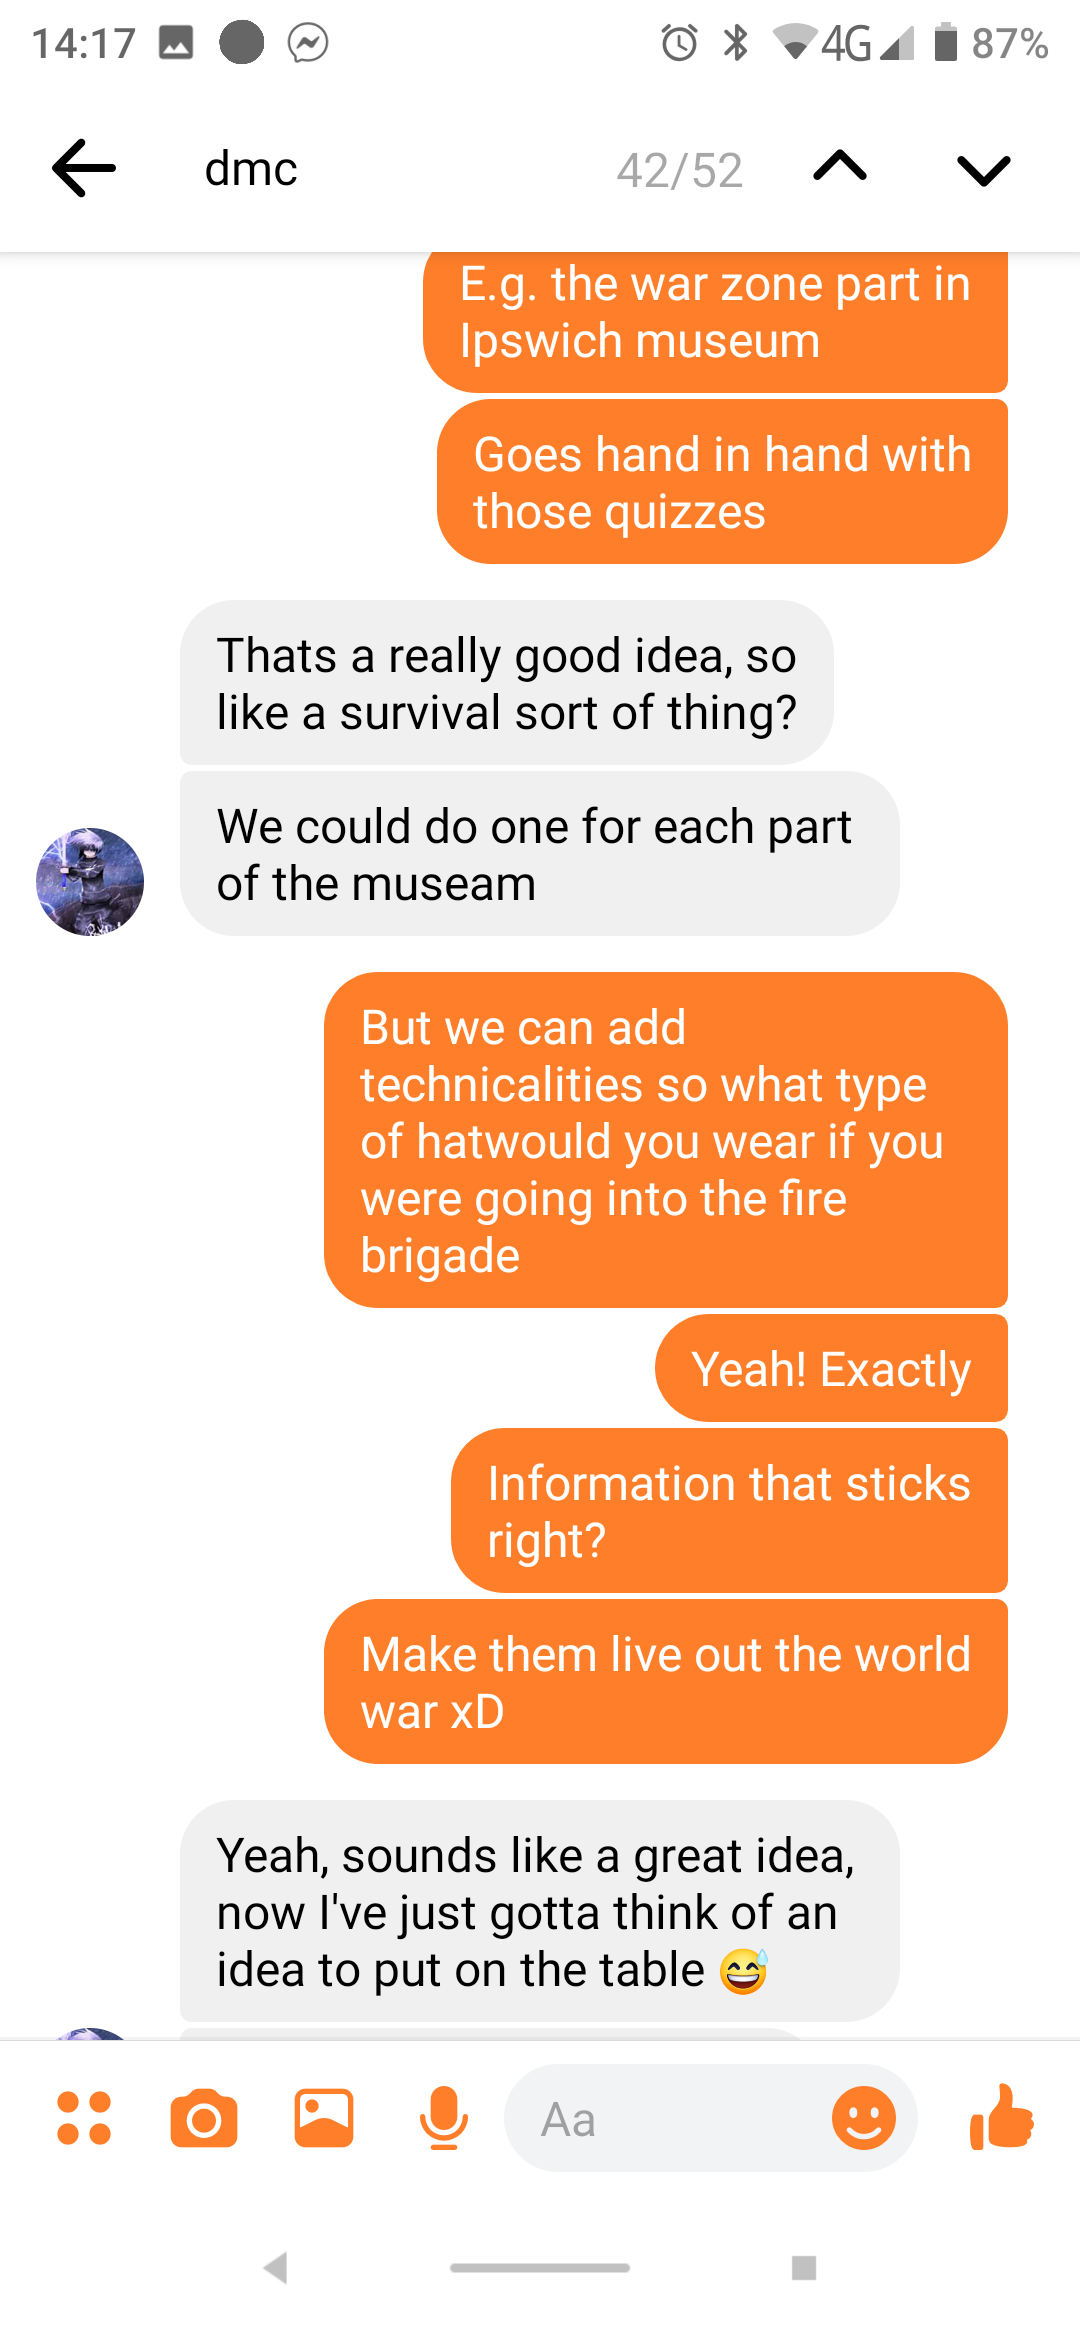 14:17
4G
87%
dmc
42/52
E.g. the war zone part in
Ipswich museum
Goes hand in hand with
those quizzes
Thats a really good idea, so
like a survival sort of thing?
We could do one for each part
of the museam
But we can add
technicalities so what type
of hatwould you wear if you
were going into the fire
brigade
Yeah! Exactly
Information that sticks
right?
Make them live out the world
war xD
Yeah, sounds like a great idea,
now I've just gotta think of an
idea to put on the table 😅
Aa